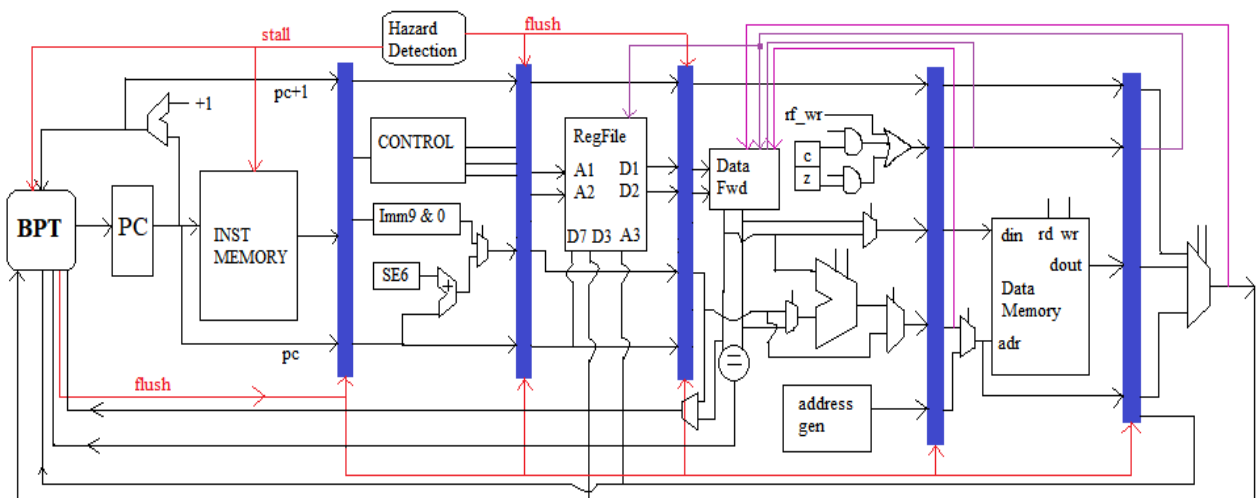 stall
Hazard
Detection
flush
+1
pc+1
BPT
PC
INST
MEMORY
pc
flush
CONTROL
Imm9 & 0
SE6
+
RegFile
A1
D1
A2
D2
D7 D3 A3
Data
Fwd
rf_wr
c
z
=
address
gen
din
rd wr
dout
Data
Memory
adr